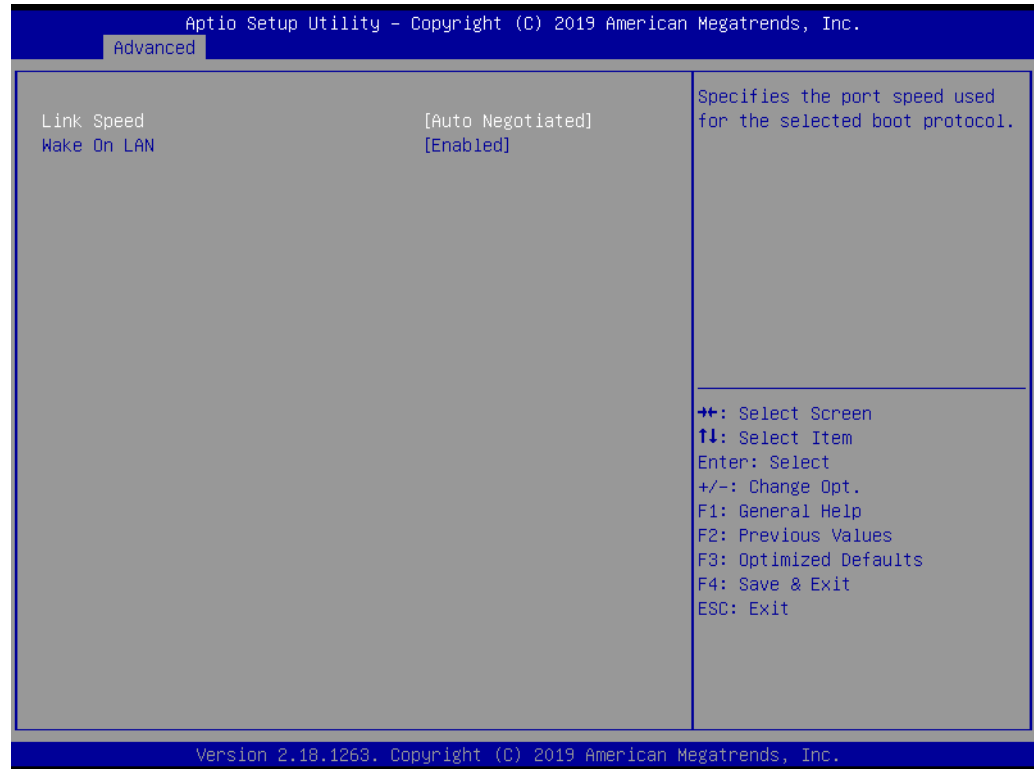 Aptio Setup Utility – Copyright (C) 2019 American Megatrends, Inc.
Advanced
Link Speed [Auto Negotiated]
Wake On LAN [Enabled]
Specifies the port speed used
for the selected boot protocol.
→←: Select Screen
↑↓: Select Item
Enter: Select
+/-: Change Opt.
F1: General Help
F2: Previous Values
F3: Optimized Defaults
F4: Save & Exit
ESC: Exit
Version 2.18.1263. Copyright (C) 2019 American Megatrends, Inc.